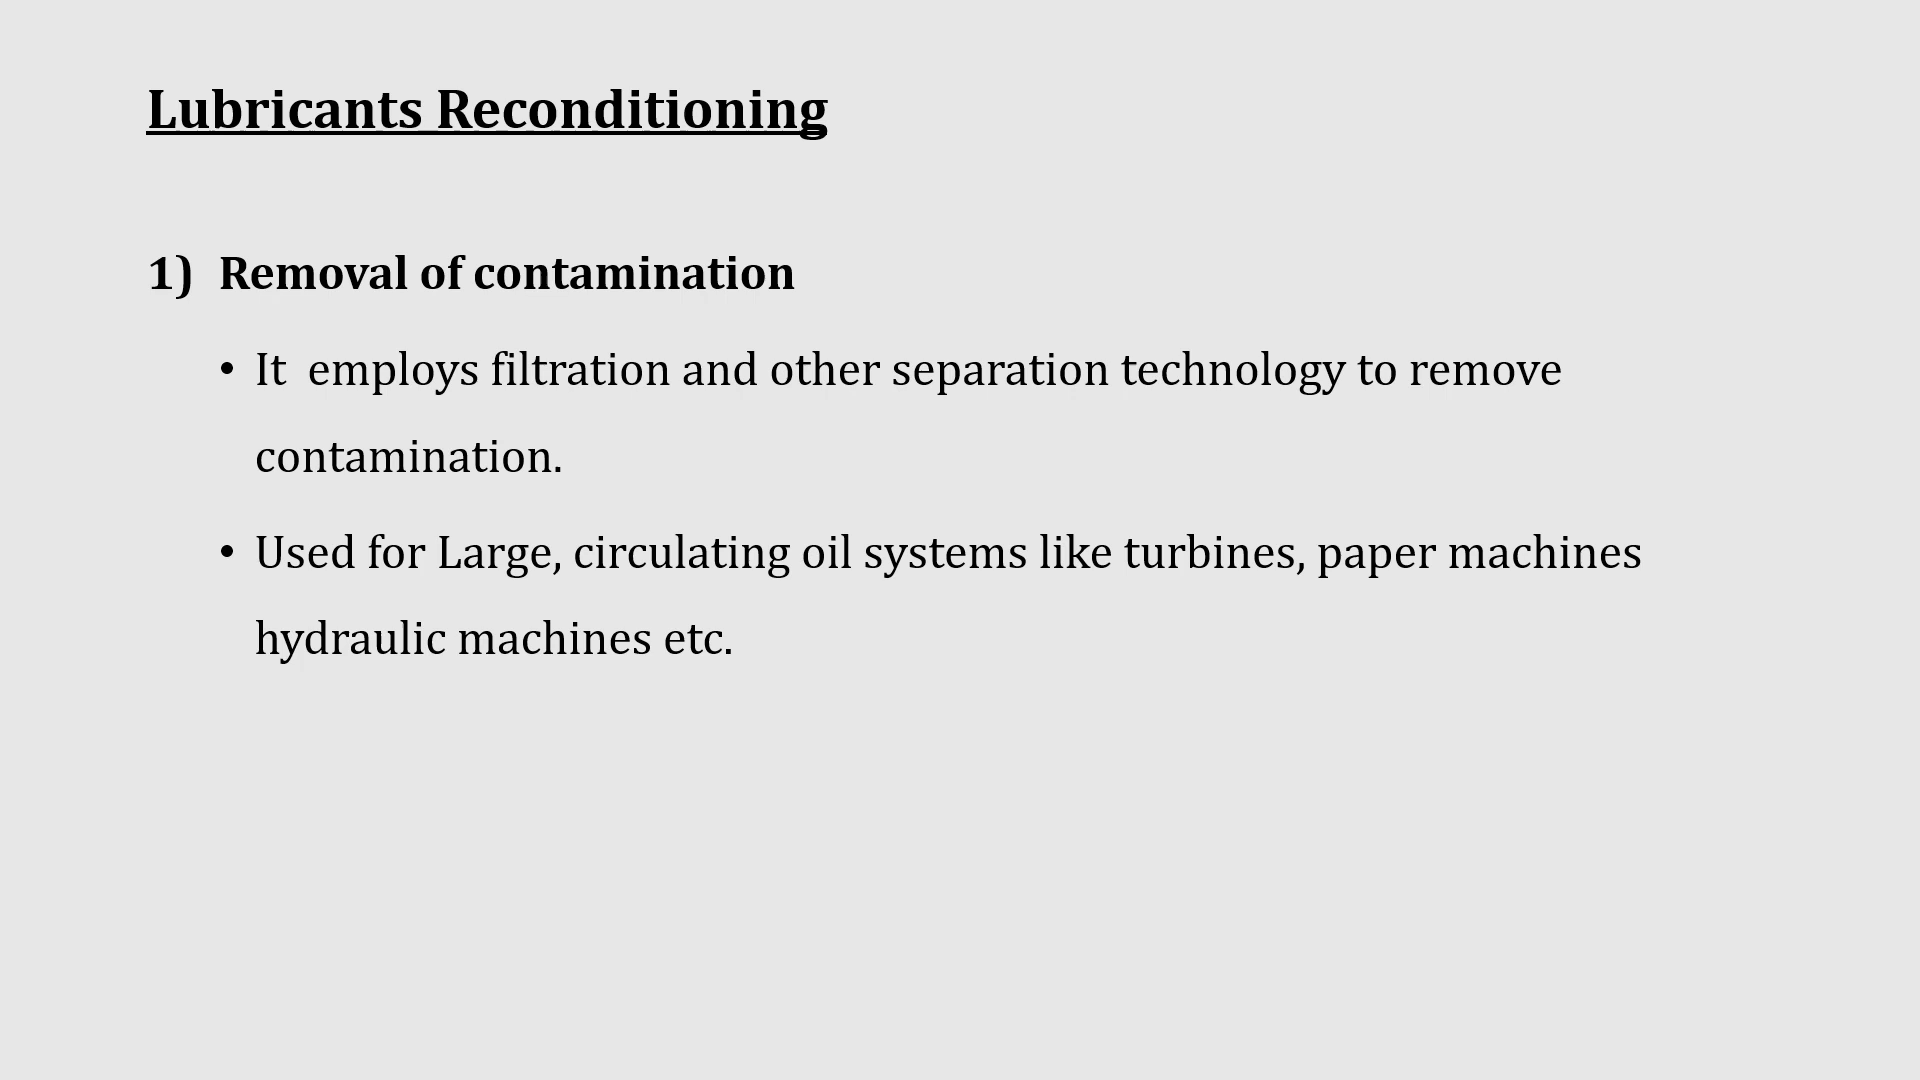 Lubricants Reconditioning
1) Removal of contamination
• It  employs filtration and other separation technology to remove
contamination.
• Used for Large, circulating oil systems like turbines, paper machines
hydraulic machines etc.